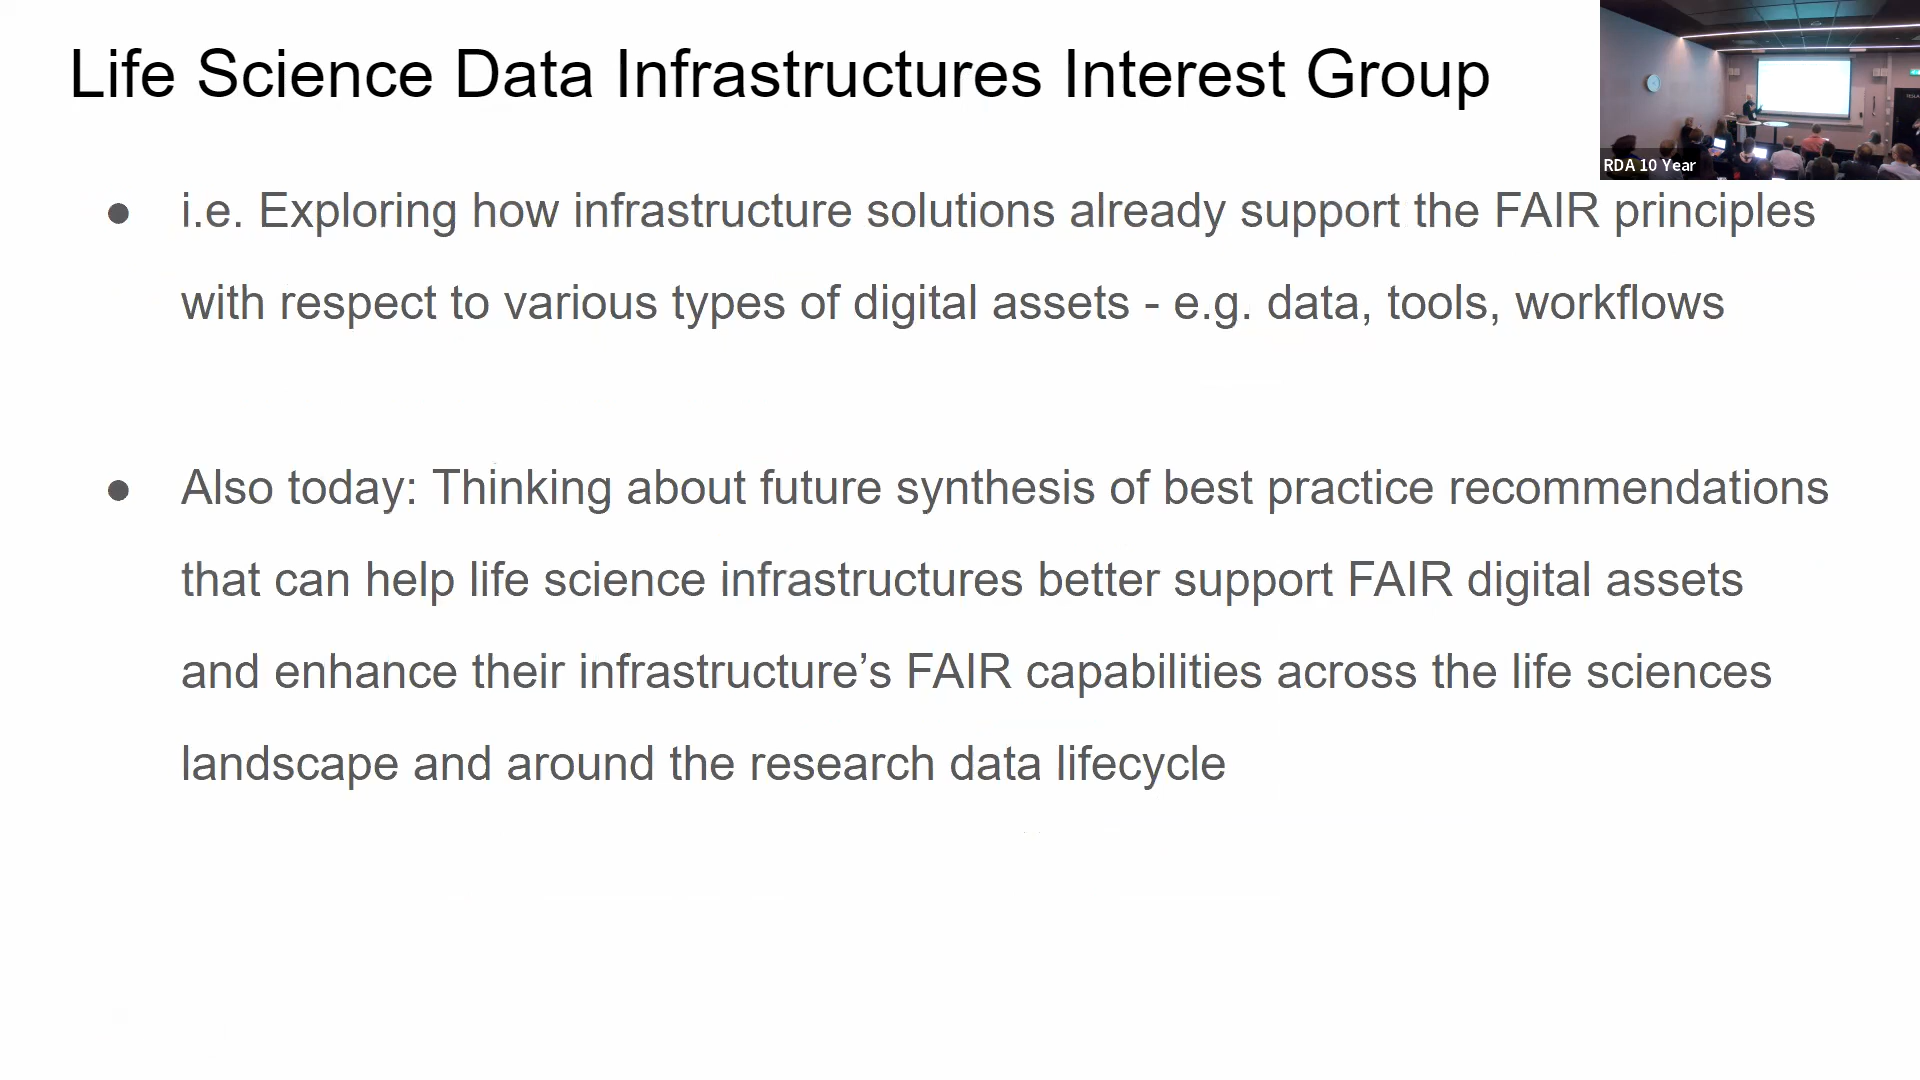 Life Science Data Infrastructures Interest Group
RDA 10 Year
● i.e. Exploring how infrastructure solutions already support the FAIR principles
with respect to various types of digital assets - e.g. data, tools, workflows
● Also today: Thinking about future synthesis of best practice recommendations
that can help life science infrastructures better support FAIR digital assets
and enhance their infrastructure’s FAIR capabilities across the life sciences
landscape and around the research data lifecycle